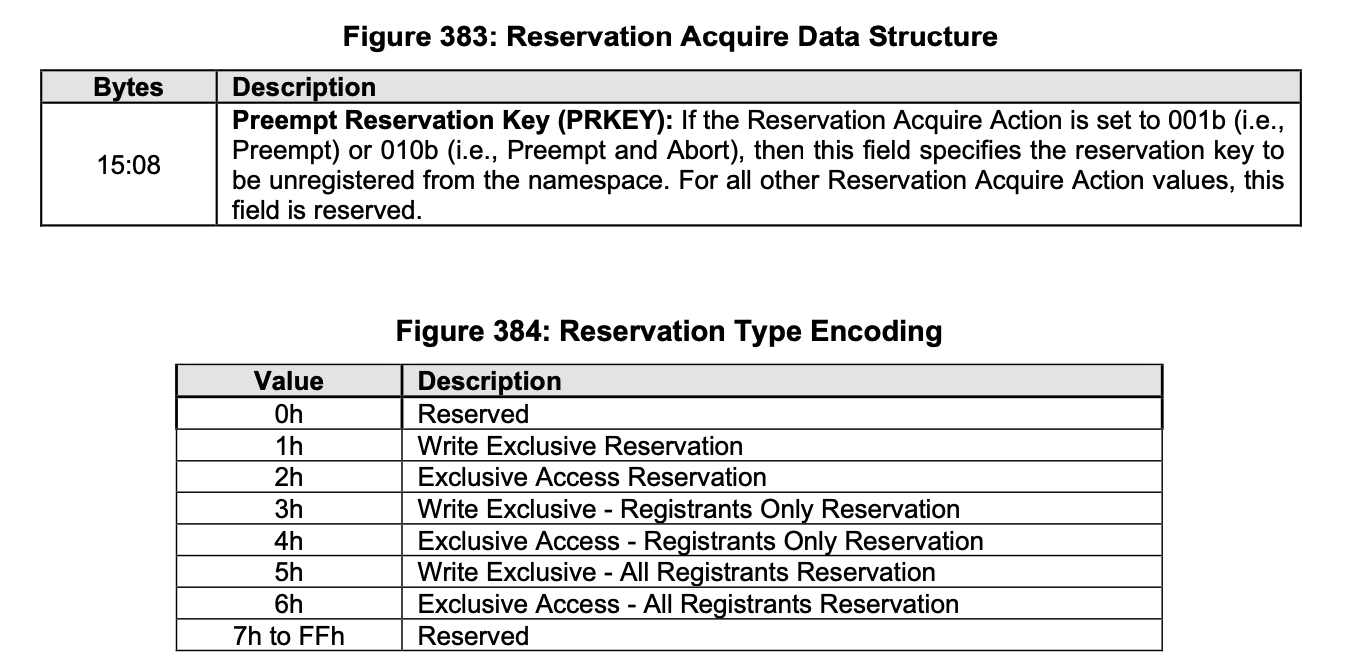 Figure 383: Reservation Acquire Data Structure
Bytes Description
Preempt Reservation Key (PRKEY): If the Reservation Acquire Action is set to 001b (i.e.,
Preempt) or 010b (i.e., Preempt and Abort), then this field specifies the reservation key to
15:08
be unregistered from the namespace. For all other Reservation Acquire Action values, this
field is reserved.
Figure 384: Reservation Type Encoding
Value Description
0h Reserved
1h Write Exclusive Reservation
2h Exclusive Access Reservation
3h Write Exclusive - Registrants Only Reservation
4h Exclusive Access - Registrants Only Reservation
5h Write Exclusive - All Registrants Reservation
6h Exclusive Access - All Registrants Reservation
7h to FFh Reserved